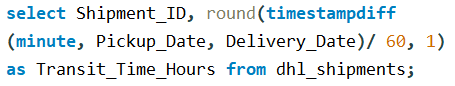 select Shipment_ID, round(timestampdiff
(minute, Pickup_Date, Delivery_Date)/ 60, 1)
as Transit_Time_Hours from dhl_shipments;